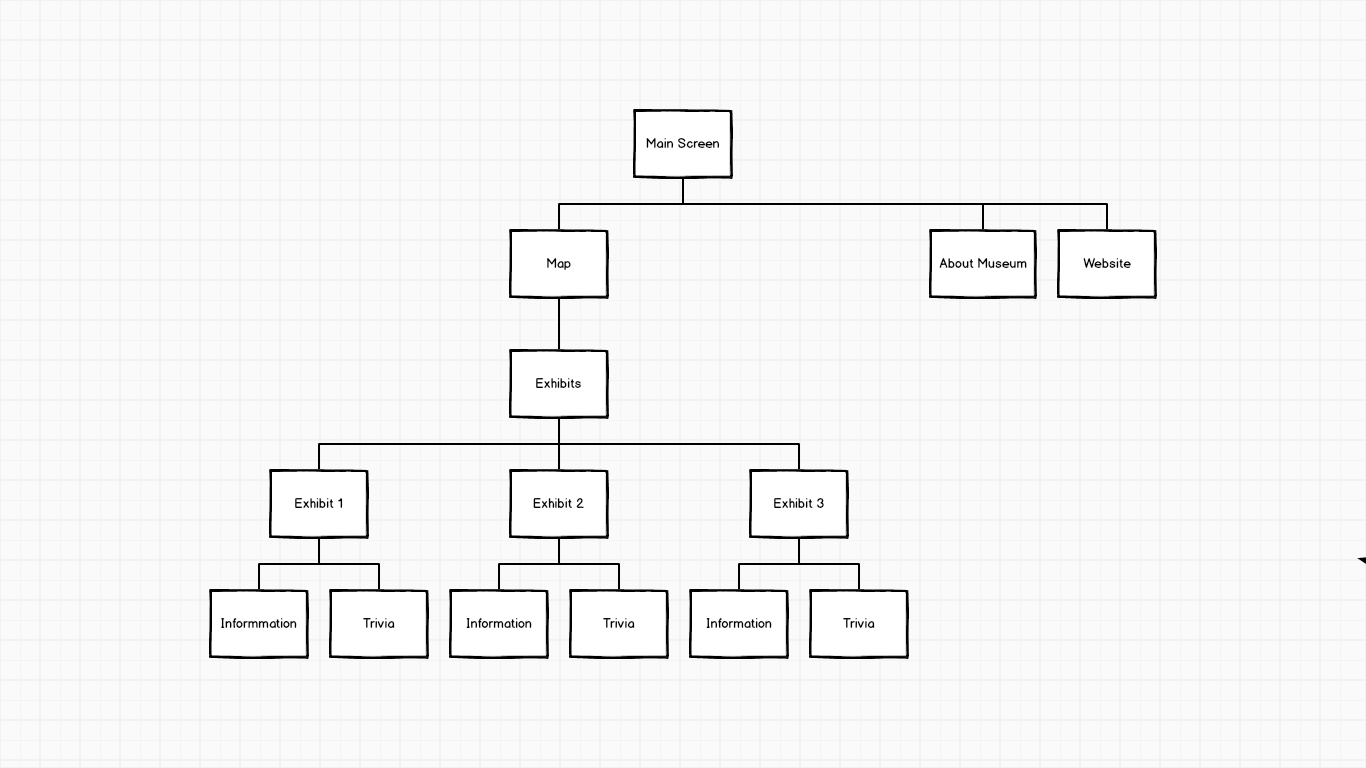 Main Screen
Map
About Museum
Website
Exhibits
Exhibit 1
Exhibit 2
Exhibit 3
Informmation
Trivia
Information
Trivia
Information
Trivia